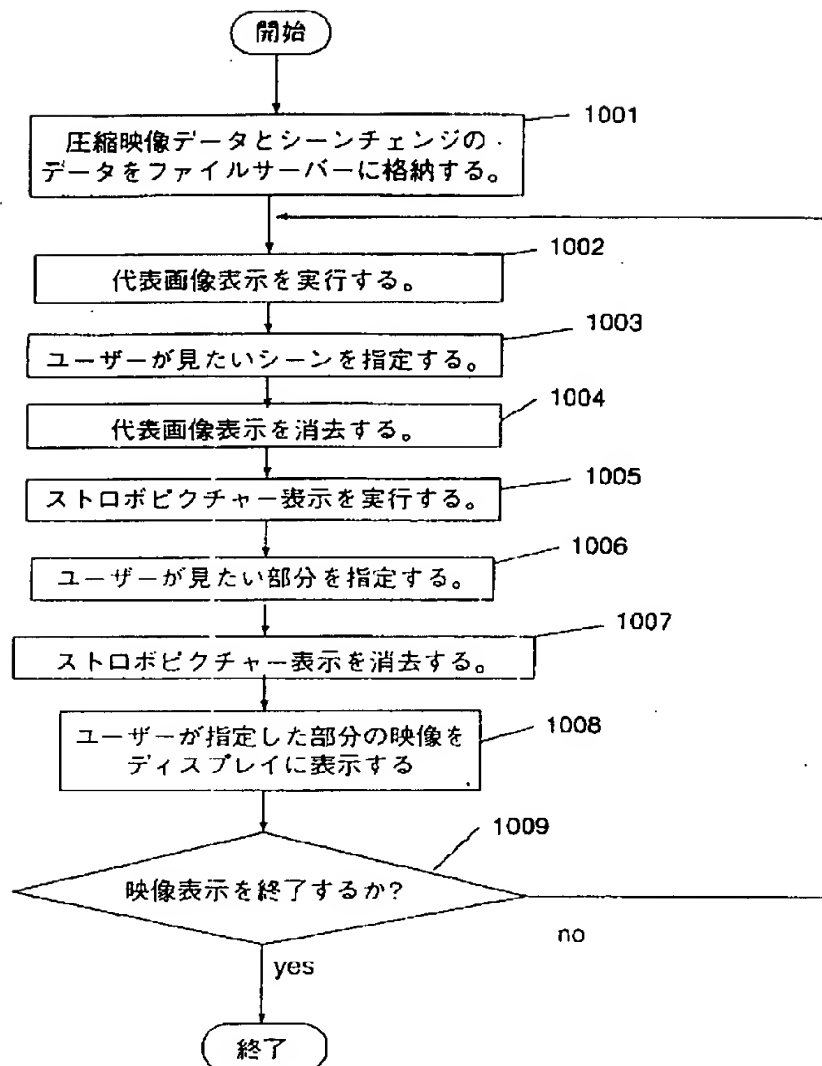 開始
1001
圧縮映像データとシーンチェンジの
データをファイルサーバーに格納する。
1002
代表画像表示を実行する。
1003
ユーザーが見たいシーンを指定する。
1004
代表画像表示を消去する。
1005
ストロボピクチャー表示を実行する。
1006
ユーザーが見たい部分を指定する。
1007
ストロボピクチャー表示を消去する。
1008
ユーザーが指定した部分の映像を
ディスプレイに表示する
1009
映像表示を終了するか?
no
yes
終了